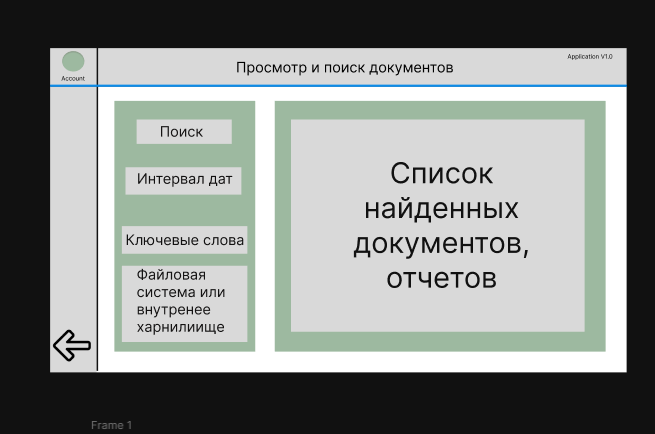 Account
Просмотр и поиск документов
Application V1.0
Поиск
Интервал дат
Ключевые слова
Файловая
система или
внутренее
харнилиище
Список
найденных
документов,
отчетов
Frame 1